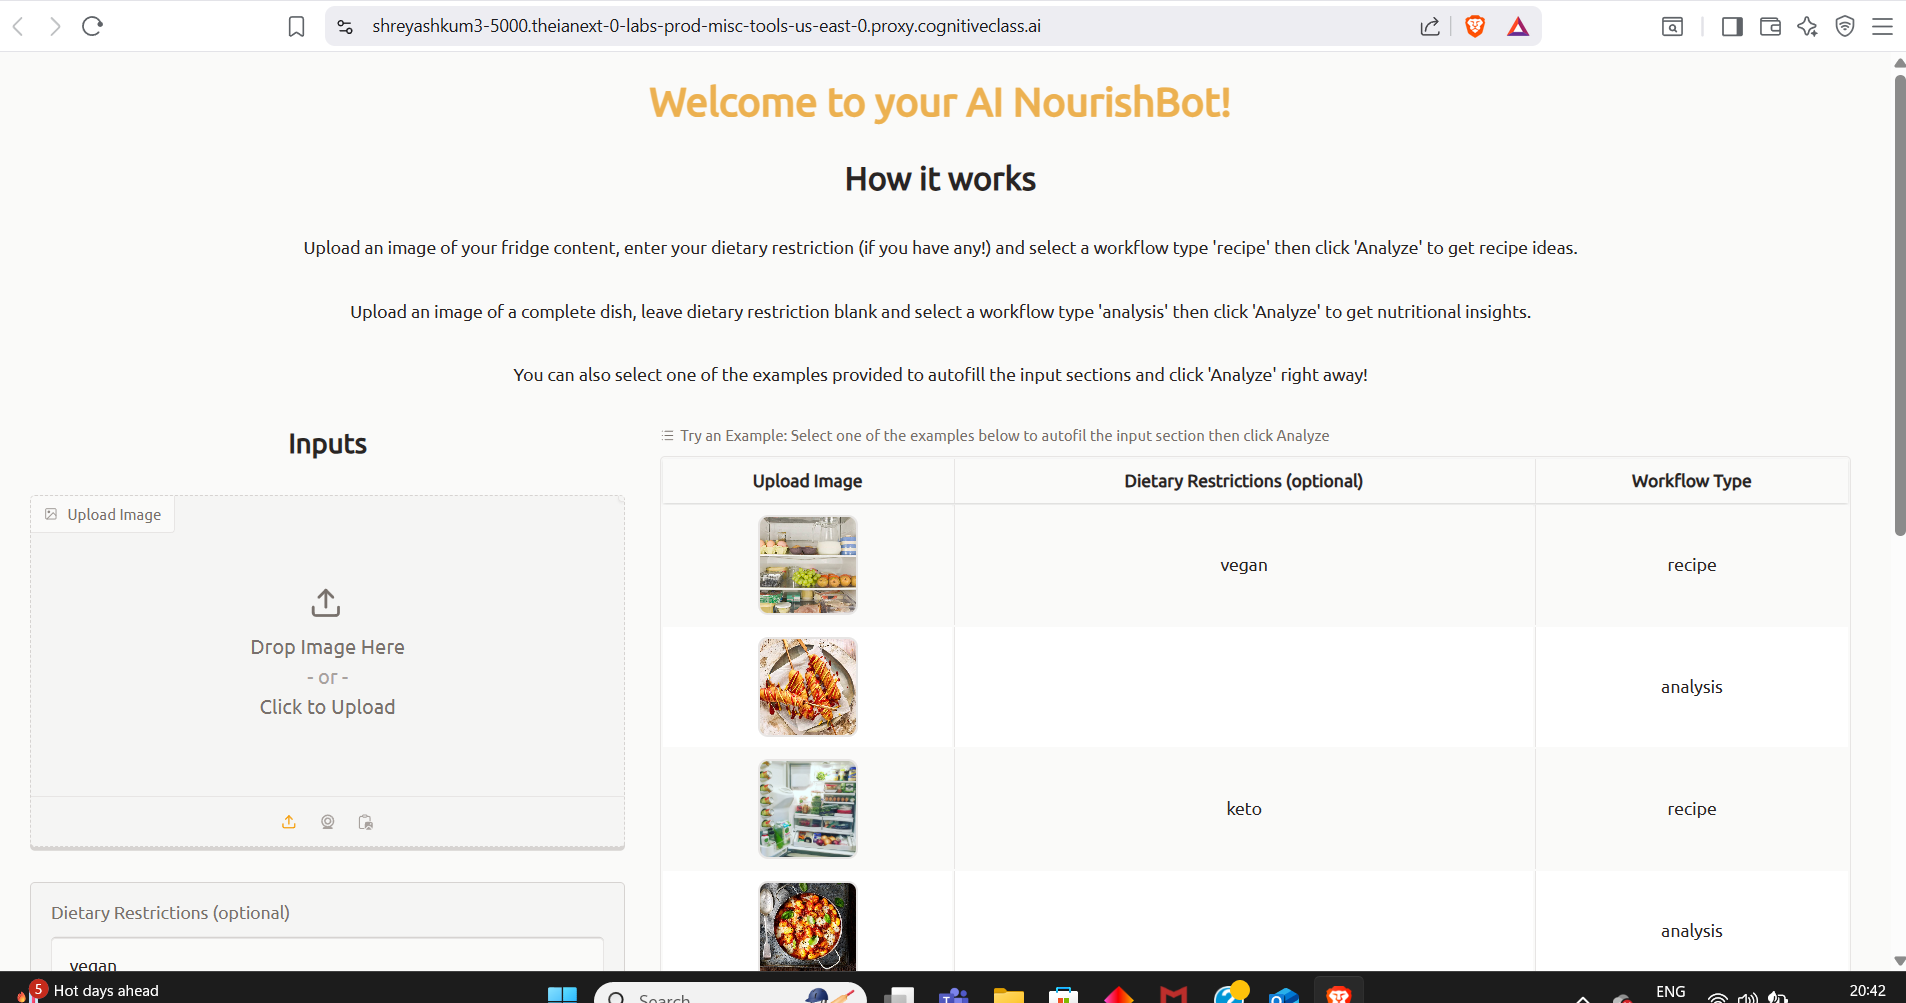 shreyashkum3-5000.theianext-0-labs-prod-misc-tools-us-east-0.proxy.cognitiveclass.ai
Welcome to your AI NourishBot!
How it works
Upload an image of your fridge content, enter your dietary restriction (if you have any!) and select a workflow type 'recipe' then click 'Analyze' to get recipe ideas.
Upload an image of a complete dish, leave dietary restriction blank and select a workflow type 'analysis' then click 'Analyze' to get nutritional insights.
You can also select one of the examples provided to autofill the input sections and click 'Analyze' right away!
Inputs
Upload Image
Drop Image Here
- or -
Click to Upload
Dietary Restrictions (optional)
vegan
Try an Example: Select one of the examples below to autofil the input section then click Analyze
Upload Image Dietary Restrictions (optional) Workflow Type
vegan recipe
analysis
keto recipe
analysis
5 Hot days ahead
Search
ENG
20:42